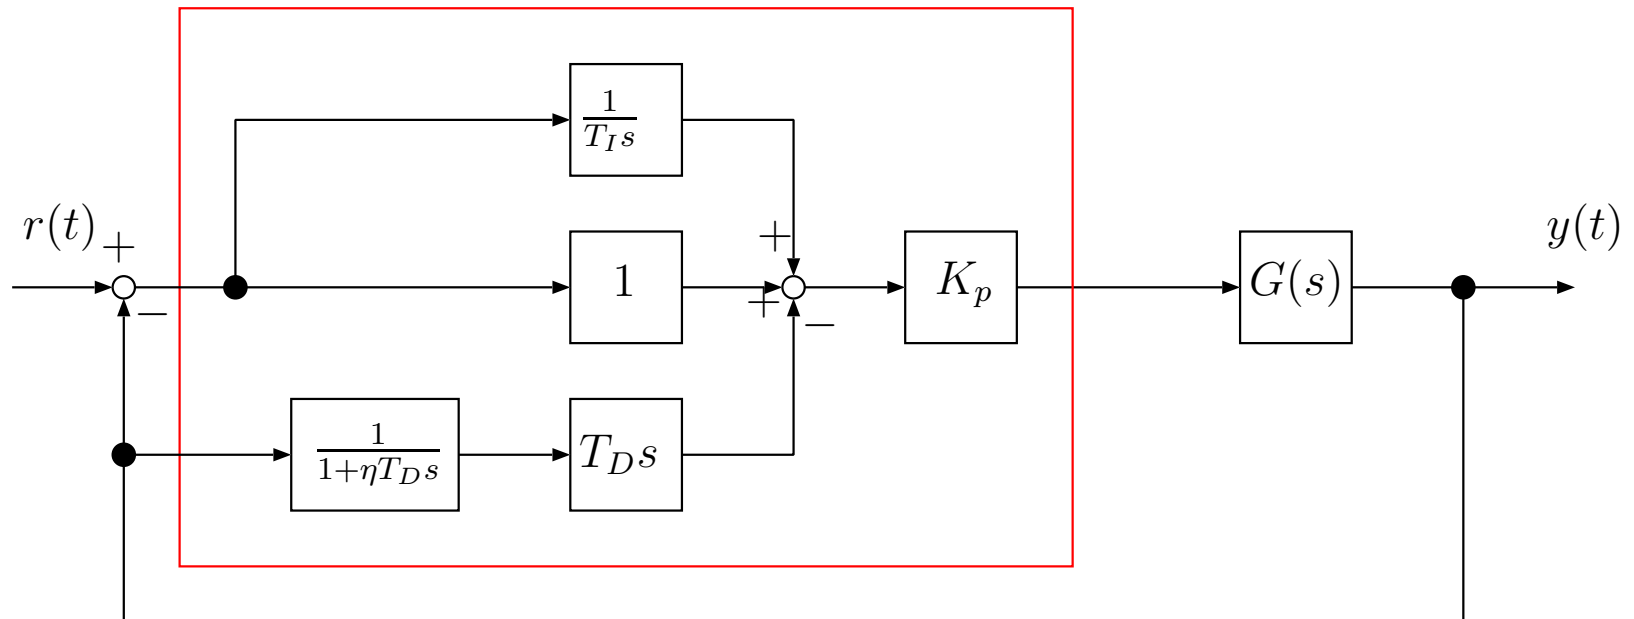 1/(T_I s)
r(t) +
+
y(t)
1
K_p
G(s)
−
+
−
1/(1+ηT_D s)
T_D s